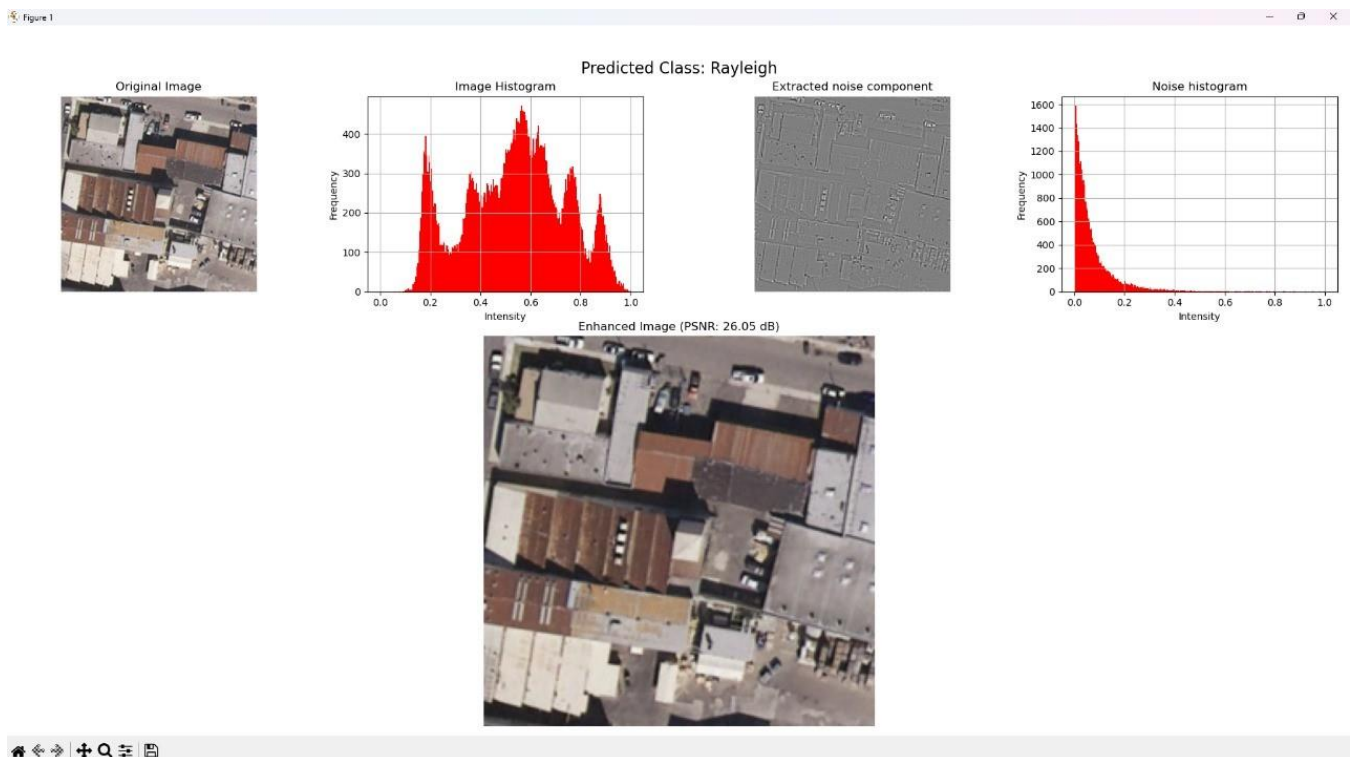 Figure 1
Predicted Class: Rayleigh
Original Image
Image Histogram
Extracted noise component
Noise histogram
Frequency
400
300
200
100
0
0.0 0.2 0.4 0.6 0.8 1.0
Intensity
Frequency
1600
1400
1200
1000
800
600
400
200
0
0.0 0.2 0.4 0.6 0.8 1.0
Intensity
Enhanced Image (PSNR: 26.05 dB)